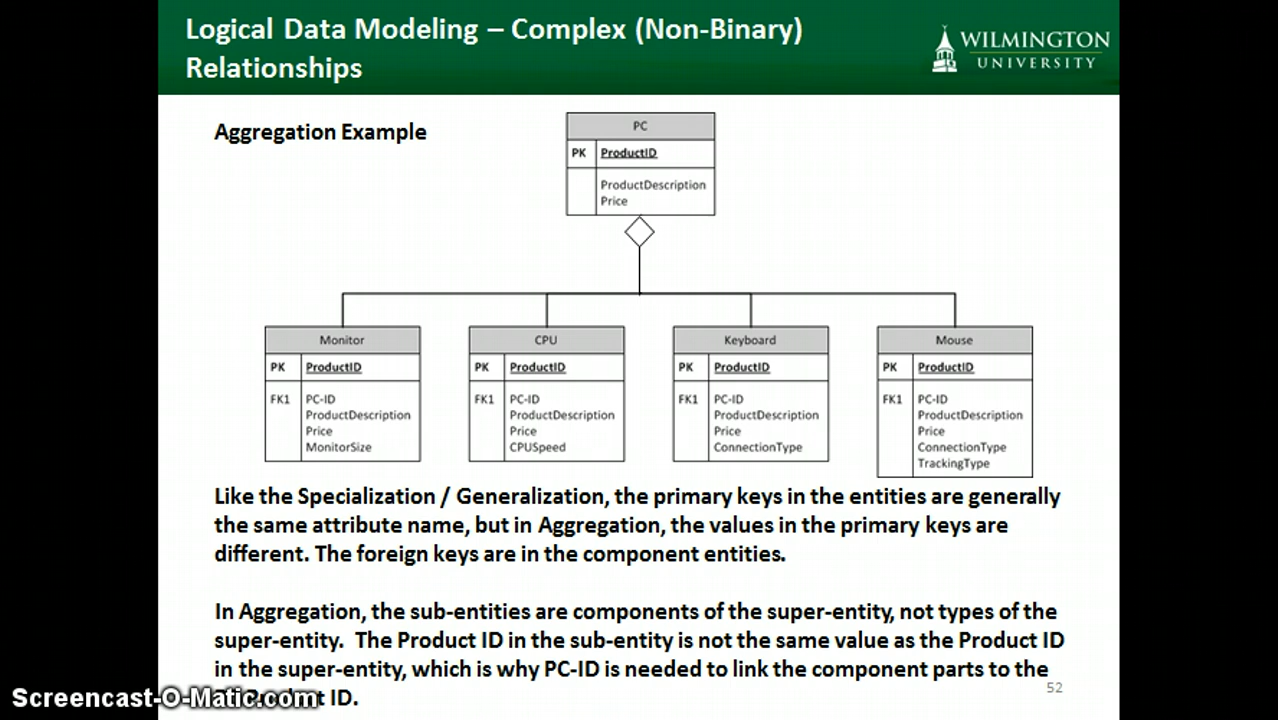 Logical Data Modeling – Complex (Non-Binary)
Relationships
WILMINGTON
UNIVERSITY
Aggregation Example
PC
PK ProductID
ProductDescription
Price
Monitor
PK ProductID
FK1 PC-ID
ProductDescription
Price
MonitorSize
CPU
PK ProductID
FK1 PC-ID
ProductDescription
Price
CPUSpeed
Keyboard
PK ProductID
FK1 PC-ID
ProductDescription
Price
ConnectionType
Mouse
PK ProductID
FK1 PC-ID
ProductDescription
Price
ConnectionType
TrackingType
Like the Specialization / Generalization, the primary keys in the entities are generally
the same attribute name, but in Aggregation, the values in the primary keys are
different. The foreign keys are in the component entities.
In Aggregation, the sub-entities are components of the super-entity, not types of the
super-entity. The Product ID in the sub-entity is not the same value as the Product ID
in the super-entity, which is why PC-ID is needed to link the component parts to the
ID.
52
Screencast-O-Matic.com